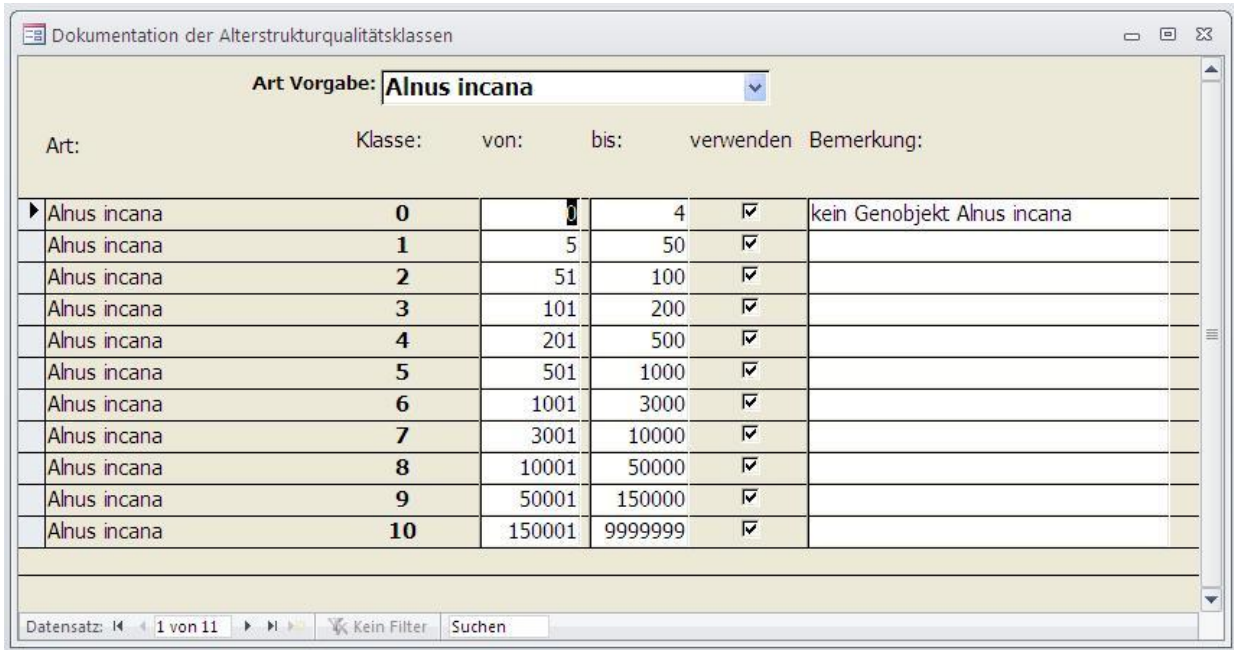 Dokumentation der Alterstrukturqualitätsklassen
Art Vorgabe: Alnus incana
Art: Klasse: von: bis: verwenden Bemerkung:
Alnus incana 0 0 4 kein Genobjekt Alnus incana
Alnus incana 1 5 50
Alnus incana 2 51 100
Alnus incana 3 101 200
Alnus incana 4 201 500
Alnus incana 5 501 1000
Alnus incana 6 1001 3000
Alnus incana 7 3001 10000
Alnus incana 8 10001 50000
Alnus incana 9 50001 150000
Alnus incana 10 150001 9999999
Datensatz: 1 von 11 Kein Filter Suchen